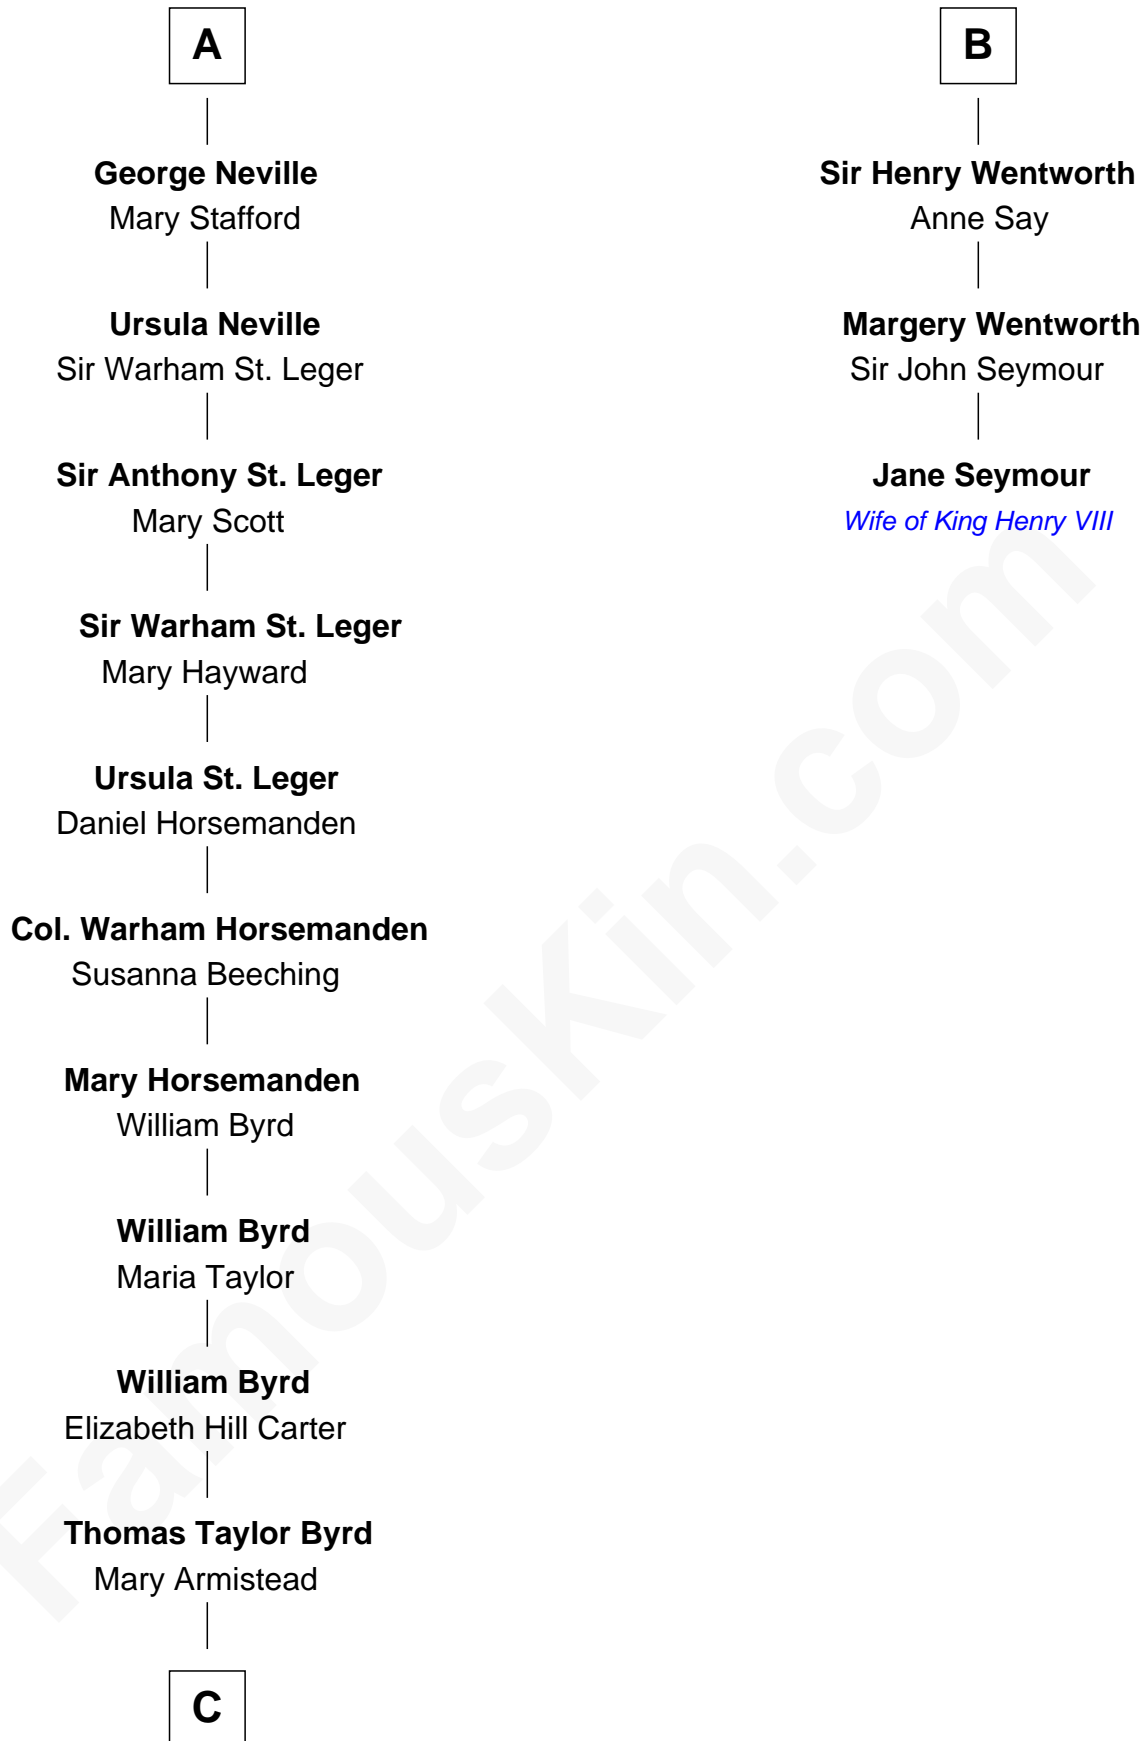 A
George Neville
Mary Stafford
Ursula Neville
Sir Warham St. Leger
Sir Anthony St. Leger
Mary Scott
Sir Warham St. Leger
Mary Hayward
Ursula St. Leger
Daniel Horsemanden
Col. Warham Horsemanden
Susanna Beeching
Mary Horsemanden
William Byrd
William Byrd
Maria Taylor
William Byrd
Elizabeth Hill Carter
Thomas Taylor Byrd
Mary Armistead
C
B
Sir Henry Wentworth
Anne Say
Margery Wentworth
Sir John Seymour
Jane Seymour
Wife of King Henry VIII
FamousKin.com